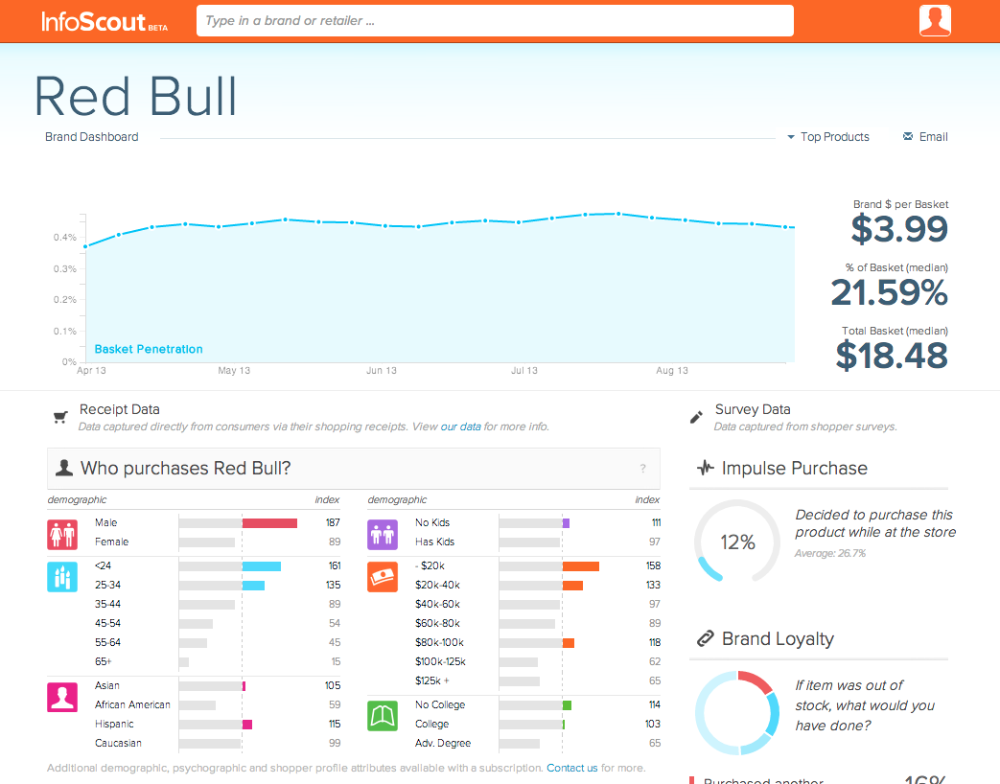 InfoScout BETA
Type in a brand or retailer ...
Red Bull
Brand Dashboard
Top Products
Email
0.4%
0.3%
0.2%
0.1%
0%
Basket Penetration
Apr 13 May 13 Jun 13 Jul 13 Aug 13
Brand $ per Basket
$3.99
% of Basket (median)
21.59%
Total Basket (median)
$18.48
Receipt Data
Data captured directly from consumers via their shopping receipts. View our data for more info.
Who purchases Red Bull? ?
demographic index
Male 187
Female 89
<24 161
25-34 135
35-44 89
45-54 54
55-64 45
65+ 15
Asian 105
African American 59
Hispanic 115
Caucasian 99
demographic index
No Kids 111
Has Kids 97
- $20k 158
$20k-40k 133
$40k-60k 97
$60k-80k 89
$80k-100k 118
$100k-125k 62
$125k + 65
No College 114
College 103
Adv. Degree 65
Additional demographic, psychographic and shopper profile attributes available with a subscription. Contact us for more.
Survey Data
Data captured from shopper surveys.
Impulse Purchase
12%
Decided to purchase this
product while at the store
Average: 26.7%
Brand Loyalty
If item was out of
stock, what would you
have done?
Purchased another 16%